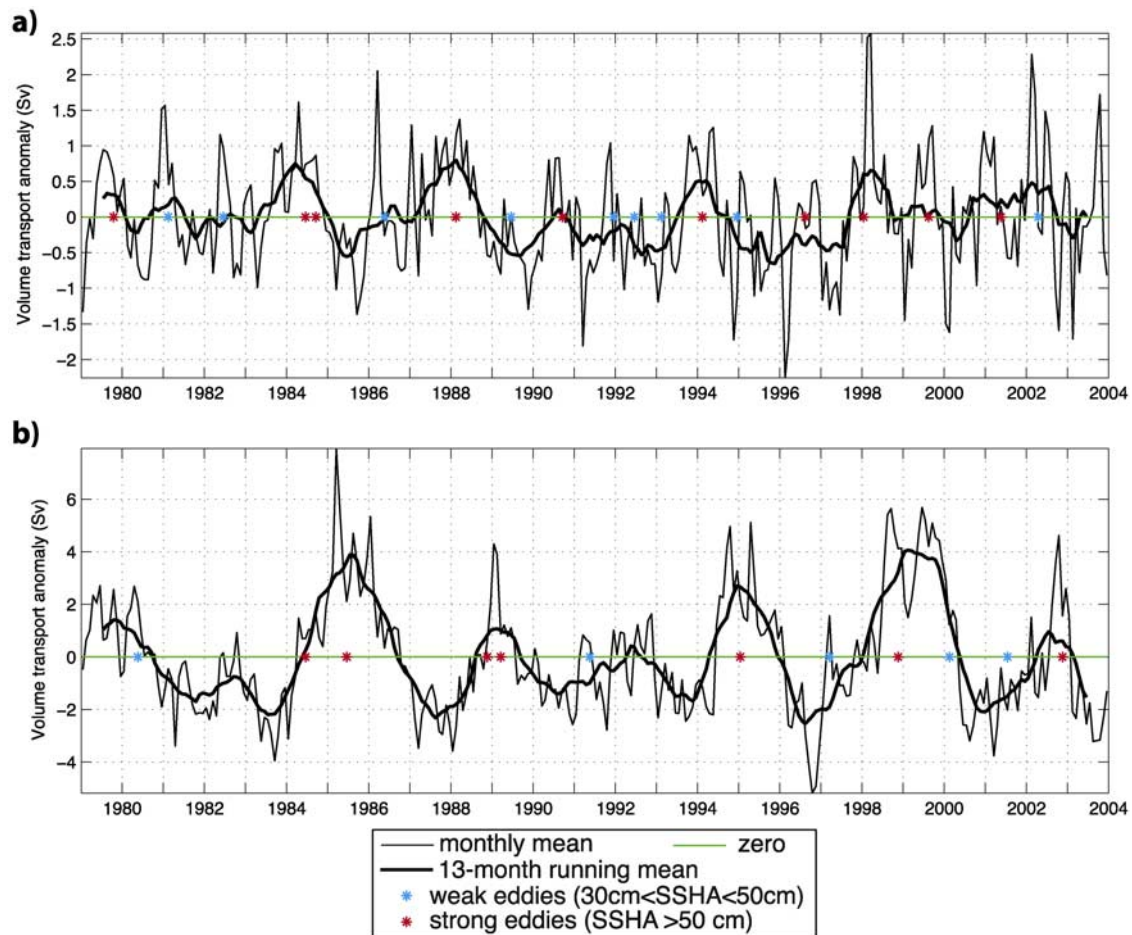 a)
Volume transport anomaly (Sv)
2.5
2
1.5
1
0.5
0
−0.5
−1
−1.5
−2
1980 1982 1984 1986 1988 1990 1992 1994 1996 1998 2000 2002 2004
b)
Volume transport anomaly (Sv)
6
4
2
0
−2
−4
1980 1982 1984 1986 1988 1990 1992 1994 1996 1998 2000 2002 2004
monthly mean zero
13-month running mean
weak eddies (30cm<SSHA<50cm)
strong eddies (SSHA >50 cm)